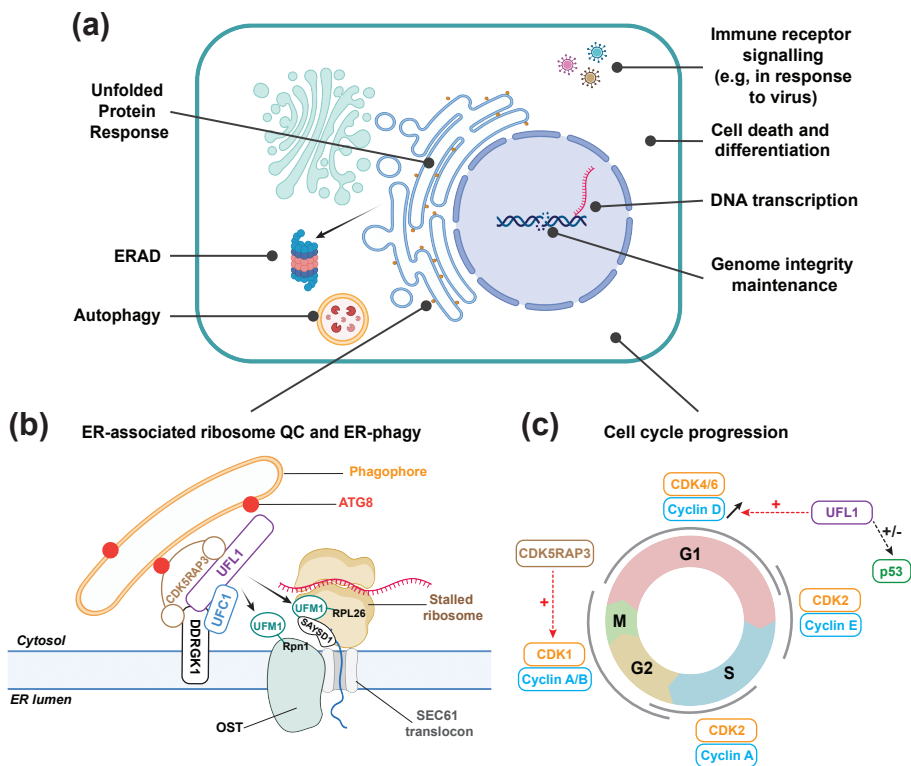 (a)
Unfolded
Protein
Response
ERAD
Autophagy
Immune receptor
signalling
(e.g, in response
to virus)
Cell death and
differentiation
DNA transcription
Genome integrity
maintenance
(b)
ER-associated ribosome QC and ER-phagy
Phagophore
ATG8
CDK5RAP3
UFL1
UFC1
DDRGK1
UFM1
Rpn1
UFM1
RPL26
SAYSD1
Stalled
ribosome
Cytosol
ER lumen
OST
SEC61
translocon
(c)
Cell cycle progression
CDK4/6
Cyclin D
+
UFL1
+/-
p53
CDK5RAP3
+
CDK1
Cyclin A/B
G1
M
G2
S
CDK2
Cyclin E
CDK2
Cyclin A